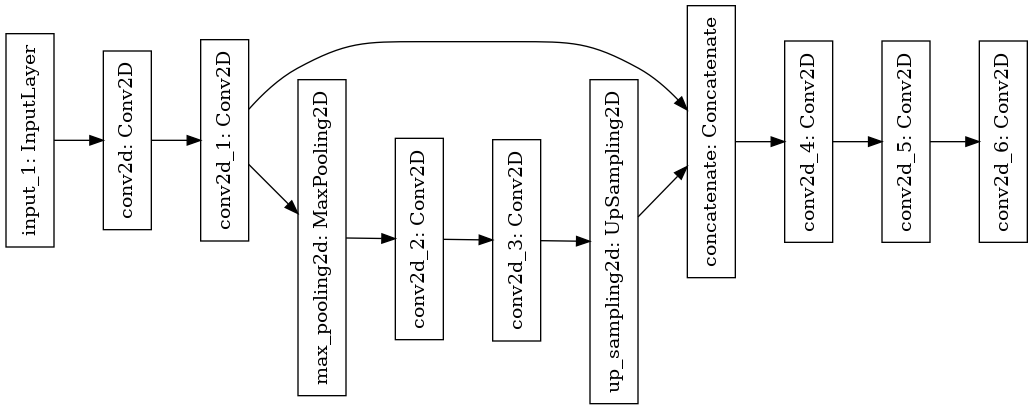 input_1: InputLayer
conv2d: Conv2D
conv2d_1: Conv2D
max_pooling2d: MaxPooling2D
conv2d_2: Conv2D
conv2d_3: Conv2D
up_sampling2d: UpSampling2D
concatenate: Concatenate
conv2d_4: Conv2D
conv2d_5: Conv2D
conv2d_6: Conv2D